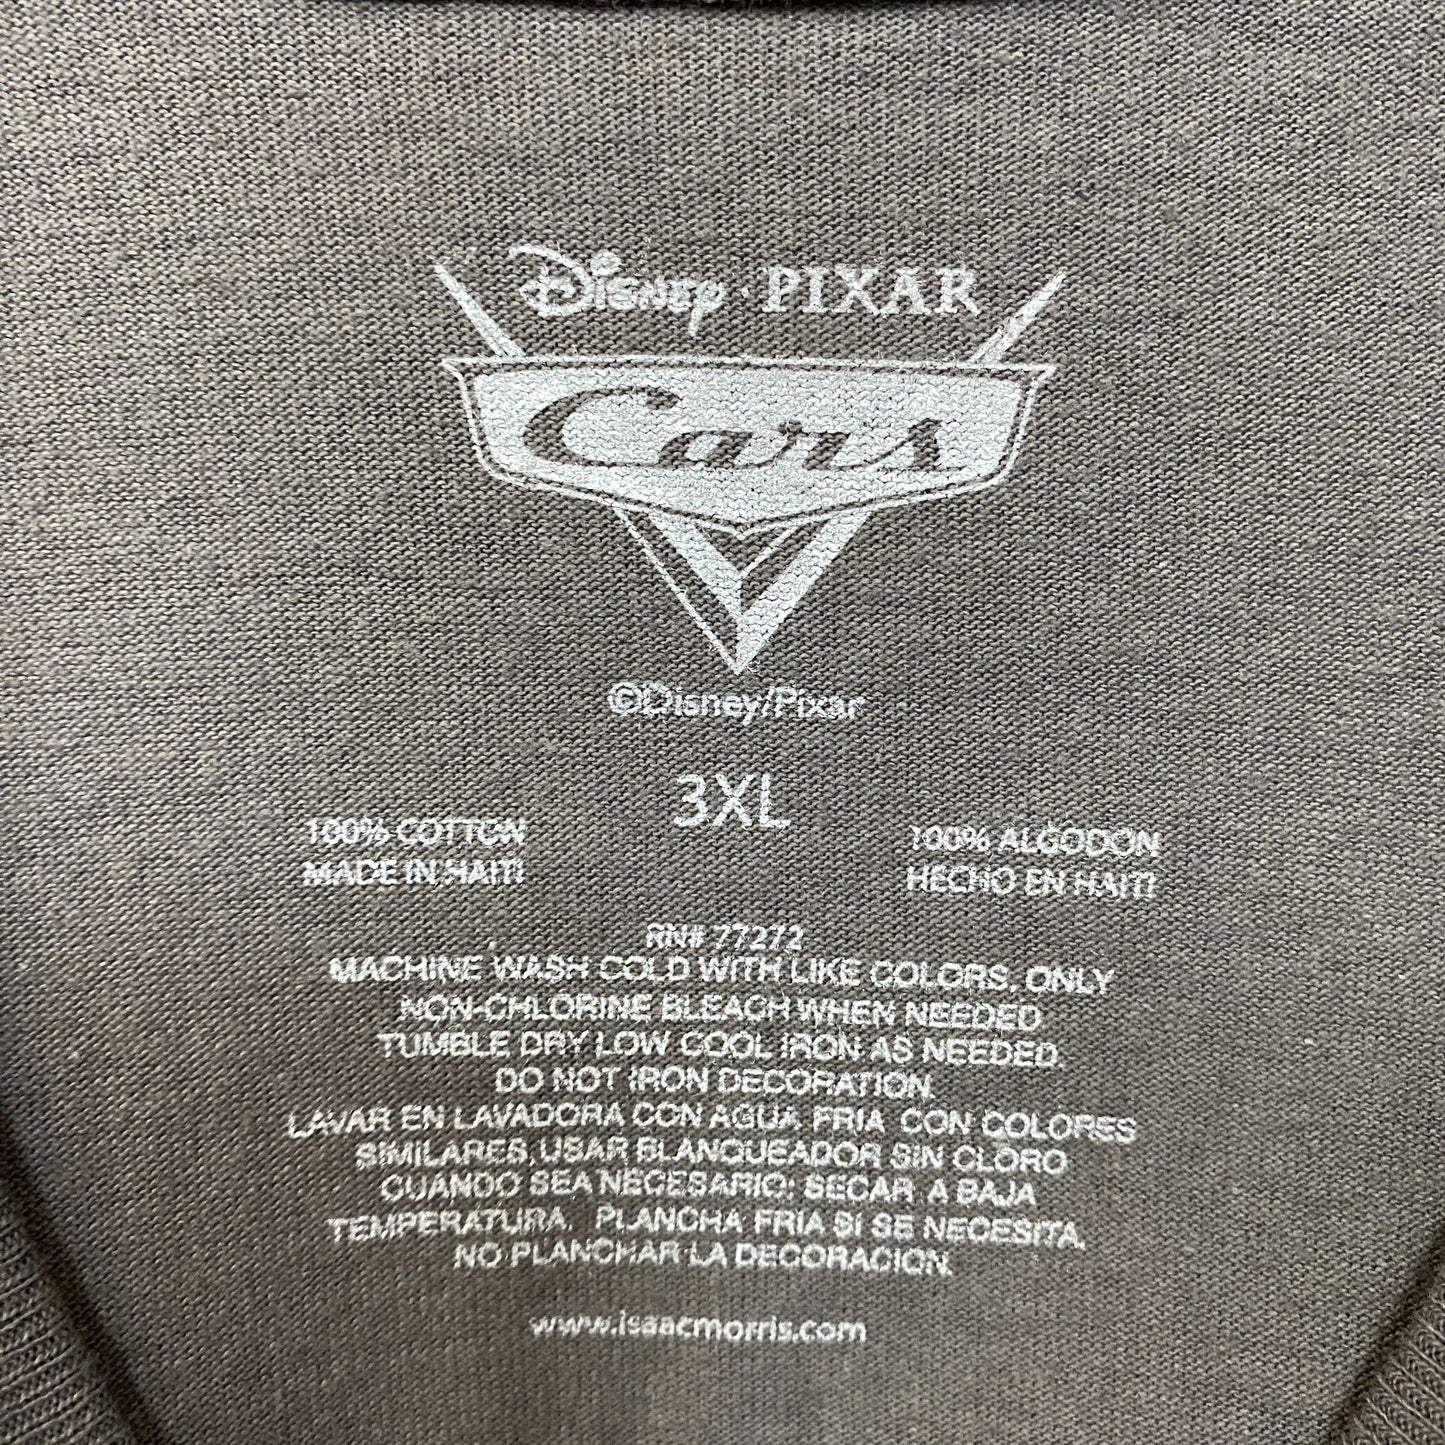 Disney · PIXAR
Cars
©Disney/Pixar
3XL
100% COTTON
MADE IN HAITI
100% ALGODON
HECHO EN HAITI
RN# 77272
MACHINE WASH COLD WITH LIKE COLORS, ONLY
NON-CHLORINE BLEACH WHEN NEEDED
TUMBLE DRY LOW COOL IRON AS NEEDED.
DO NOT IRON DECORATION.
LAVAR EN LAVADORA CON AGUA FRIA CON COLORES
SIMILARES, USAR BLANQUEADOR SIN CLORO
CUANDO SEA NECESARIO; SECAR A BAJA
TEMPERATURA. PLANCHA FRIA SI SE NECESITA.
NO PLANCHAR LA DECORACION.
www.isaacmorris.com